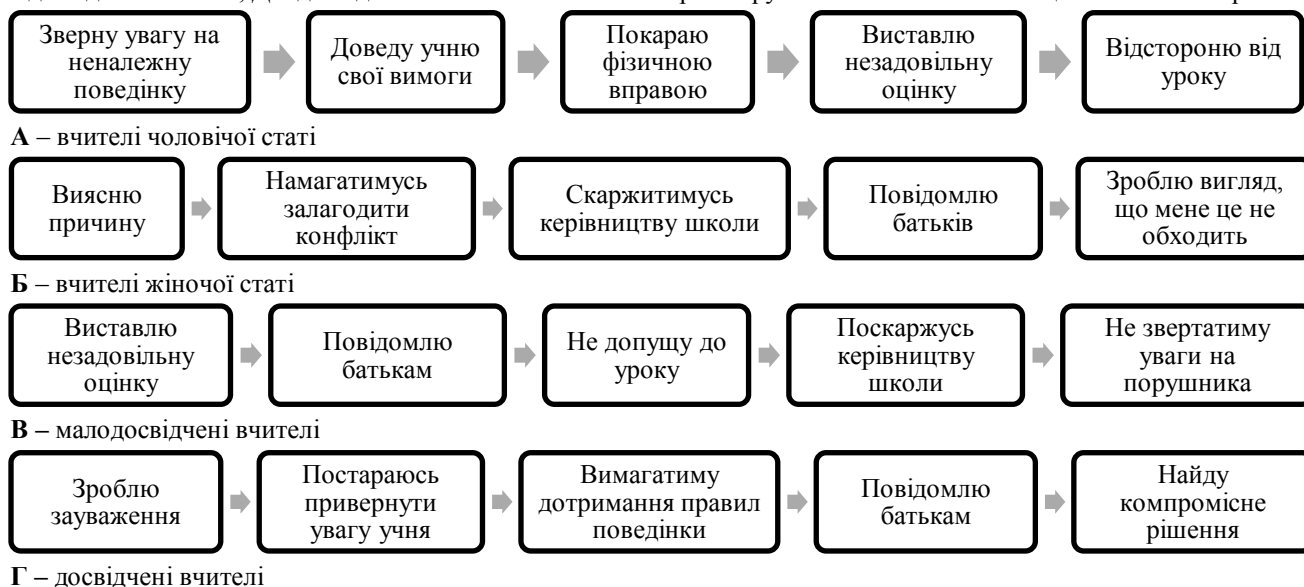 Зверну увагу на
неналежну
поведінку
Доведу учню
свої вимоги
Покараю
фізичною
вправою
Виставлю
незадовільну
оцінку
Відстороню від
уроку
А – вчителі чоловічої статі
Виясню
причину
Намагатимусь
залагодити
конфлікт
Скаржитимусь
керівництву школи
Повідомлю
батьків
Зроблю вигляд,
що мене це не
обходить
Б – вчителі жіночої статі
Виставлю
незадовільну
оцінку
Повідомлю
батькам
Не допущу до
уроку
Поскаржусь
керівництву
школи
Не звертатиму
уваги на
порушника
В – малодосвідчені вчителі
Зроблю
зауваження
Постараюсь
привернути
увагу учня
Вимагатиму
дотримання правил
поведінки
Повідомлю
батькам
Найду
компромісне
рішення
Г – досвідчені вчителі